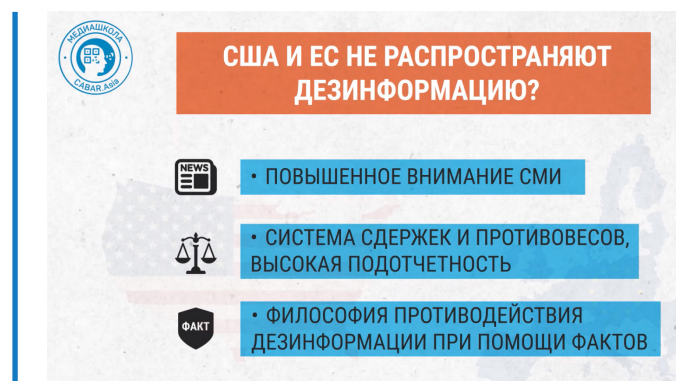 МЕДИАШКОЛА
CABAR.Asia
США И ЕС НЕ РАСПРОСТРАНЯЮТ
ДЕЗИНФОРМАЦИЮ?
NEWS
• ПОВЫШЕННОЕ ВНИМАНИЕ СМИ
• СИСТЕМА СДЕРЖЕК И ПРОТИВОВЕСОВ,
ВЫСОКАЯ ПОДОТЧЕТНОСТЬ
ФАКТ
• ФИЛОСОФИЯ ПРОТИВОДЕЙСТВИЯ
ДЕЗИНФОРМАЦИИ ПРИ ПОМОЩИ ФАКТОВ